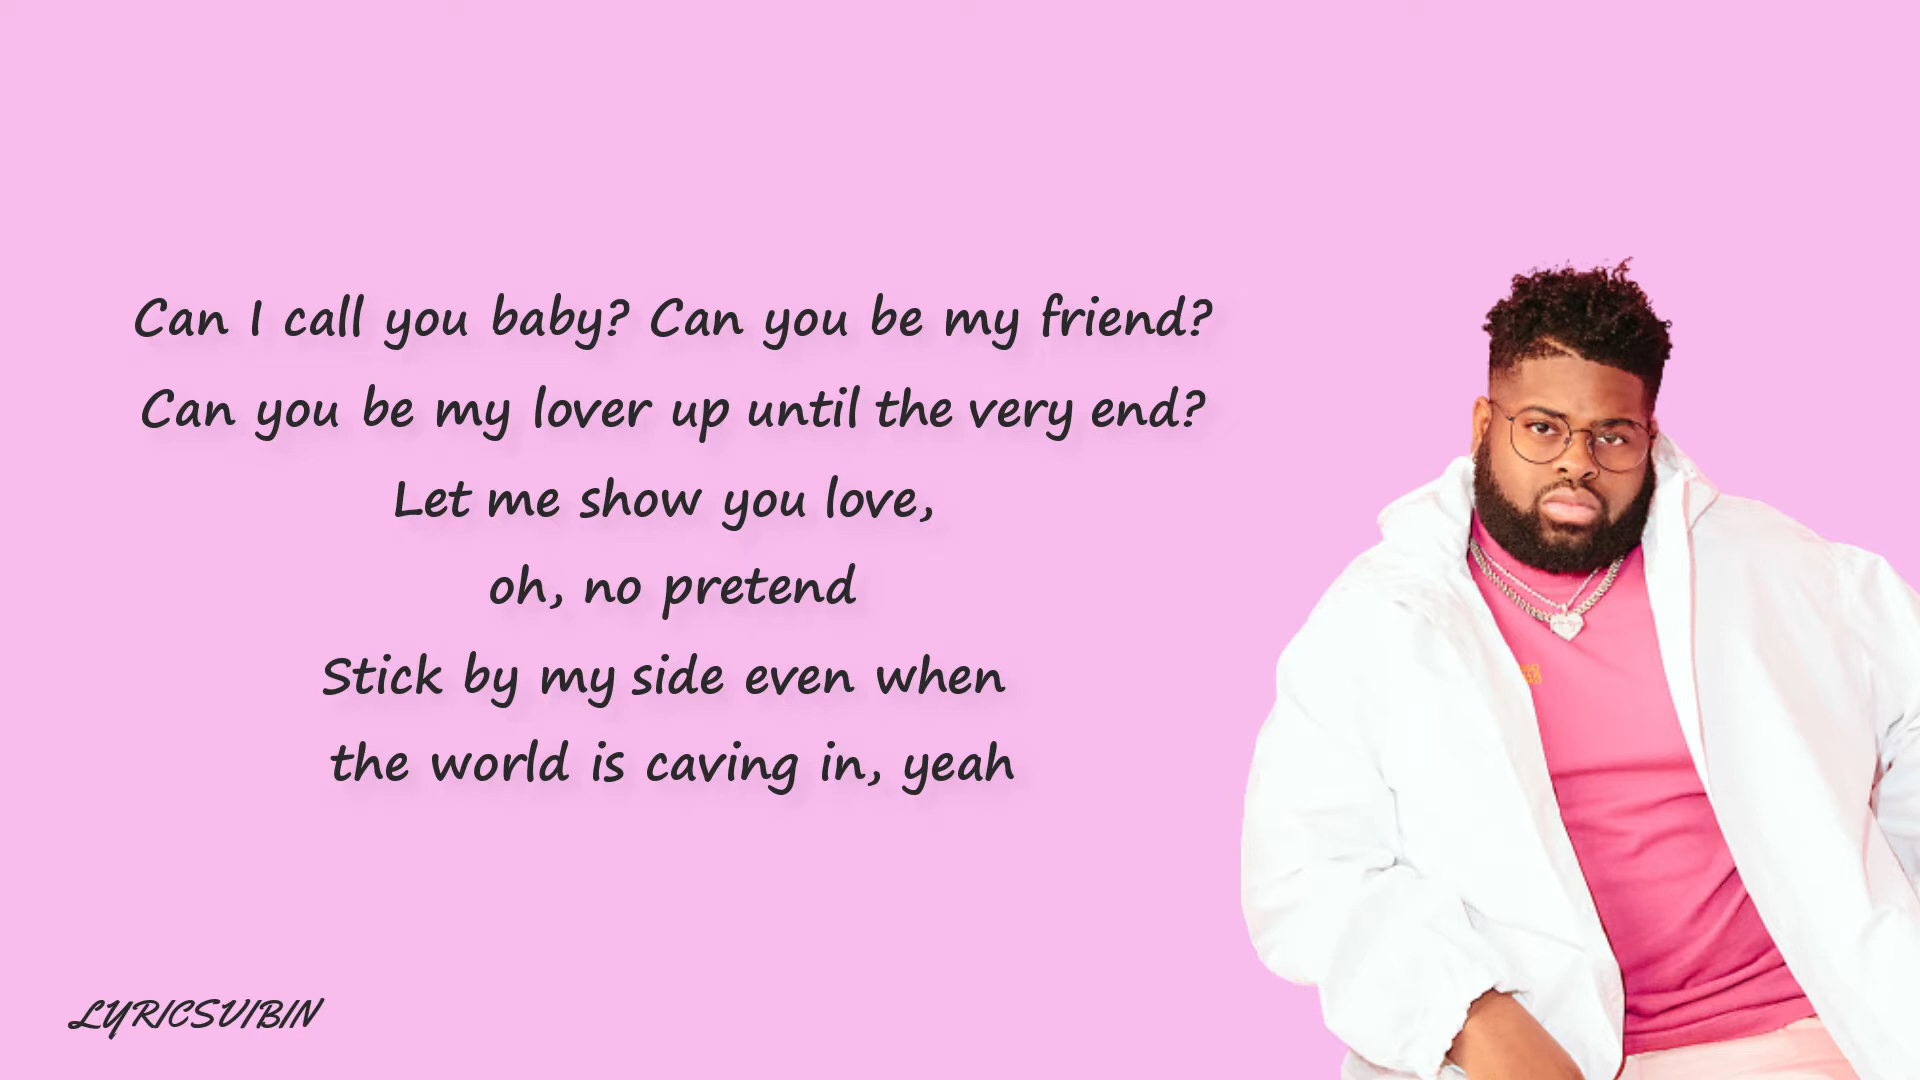 Can I call you baby? Can you be my friend?
Can you be my lover up until the very end?
Let me show you love,
oh, no pretend
Stick by my side even when
the world is caving in, yeah
LYRICSVIBIN